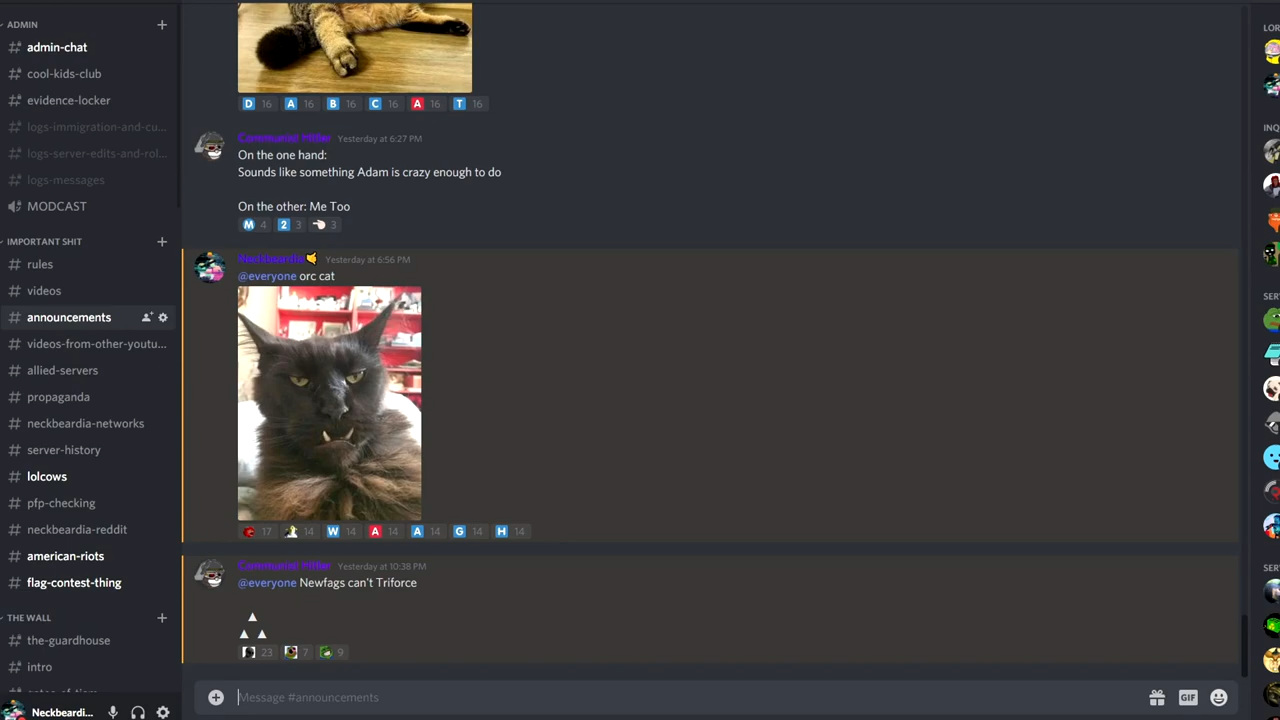 ADMIN
admin-chat
cool-kids-club
evidence-locker
logs-immigration-and-cu...
logs-server-edits-and-rol...
logs-messages
MODCAST
IMPORTANT SHIT
rules
videos
announcements
videos-from-other-youtu...
allied-servers
propaganda
neckbeardia-networks
server-history
lolcows
pfp-checking
neckbeardia-reddit
american-riots
flag-contest-thing
THE WALL
the-guardhouse
intro
Neckbeardi...
D 16 A 16 B 16 C 16 A 16 T 16
Communist Hitler Yesterday at 6:27 PM
On the one hand:
Sounds like something Adam is crazy enough to do
On the other: Me Too
M 4 2 3 3
Neckbeardia Yesterday at 6:56 PM
@everyone orc cat
17 14 W 14 A 14 A 14 G 14 H 14
Communist Hitler Yesterday at 10:38 PM
@everyone Newfags can't Triforce
23 7 9
Message #announcements
GIF
LOR
INQ
SER
SER